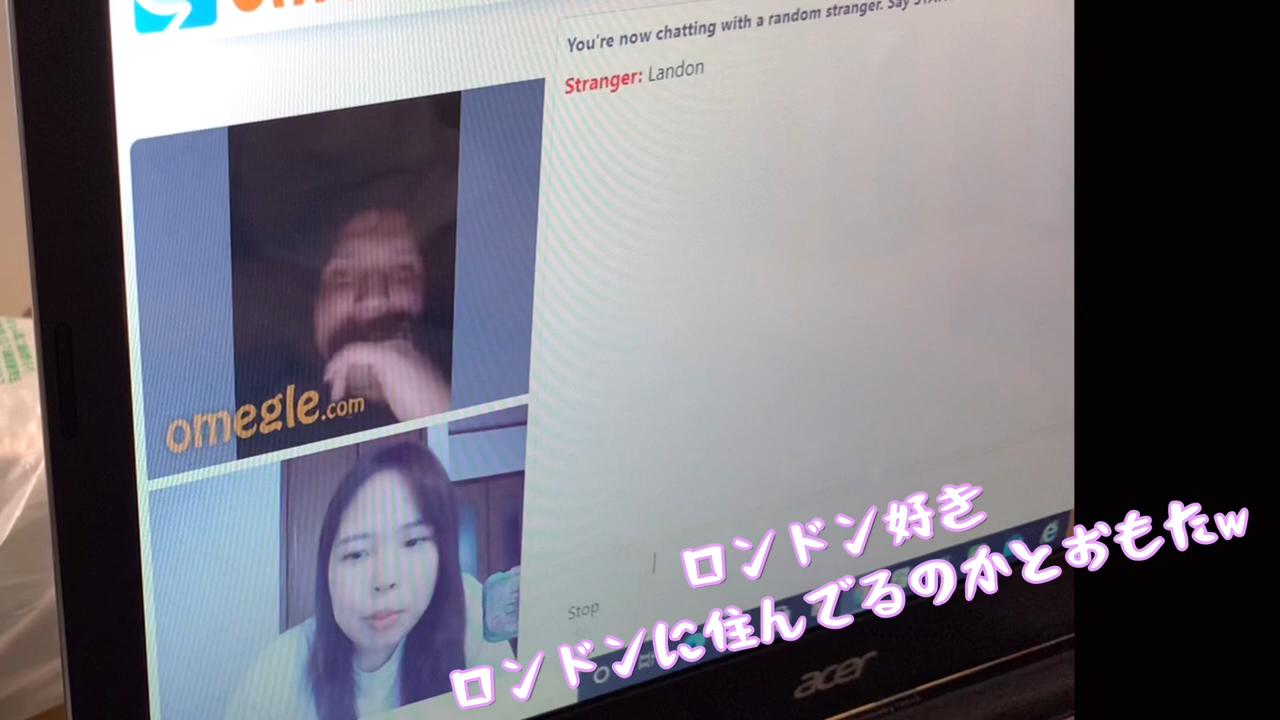 You're now chatting with a random stranger. Say
Stranger: Landon
omegle.com
Stop
ロンドン好き
ロンドンに住んでるのかとおもたw
acer